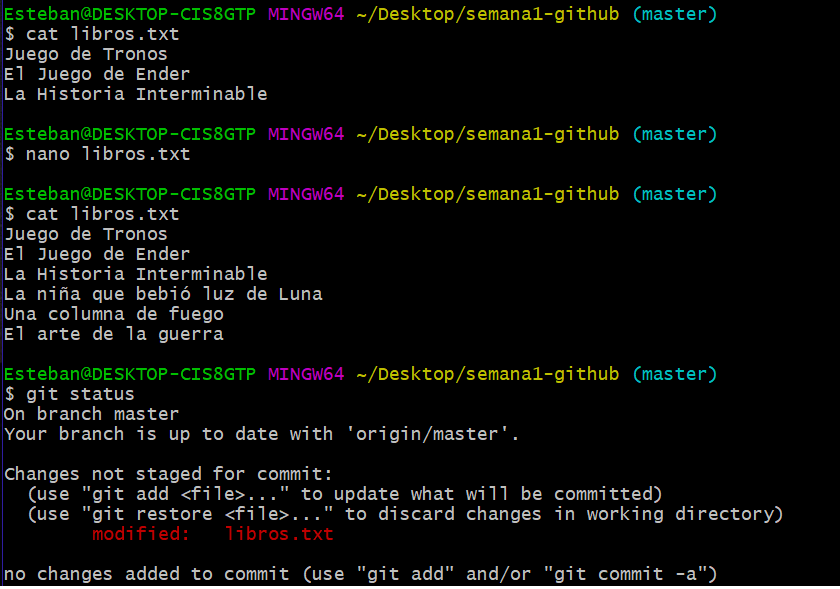 Esteban@DESKTOP-CIS8GTP MINGW64 ~/Desktop/semana1-github (master)
$ cat libros.txt
Juego de Tronos
El Juego de Ender
La Historia Interminable
Esteban@DESKTOP-CIS8GTP MINGW64 ~/Desktop/semana1-github (master)
$ nano libros.txt
Esteban@DESKTOP-CIS8GTP MINGW64 ~/Desktop/semana1-github (master)
$ cat libros.txt
Juego de Tronos
El Juego de Ender
La Historia Interminable
La niña que bebió luz de Luna
Una columna de fuego
El arte de la guerra
Esteban@DESKTOP-CIS8GTP MINGW64 ~/Desktop/semana1-github (master)
$ git status
On branch master
Your branch is up to date with 'origin/master'.
Changes not staged for commit:
(use "git add <file>..." to update what will be committed)
(use "git restore <file>..." to discard changes in working directory)
modified: libros.txt
no changes added to commit (use "git add" and/or "git commit -a")